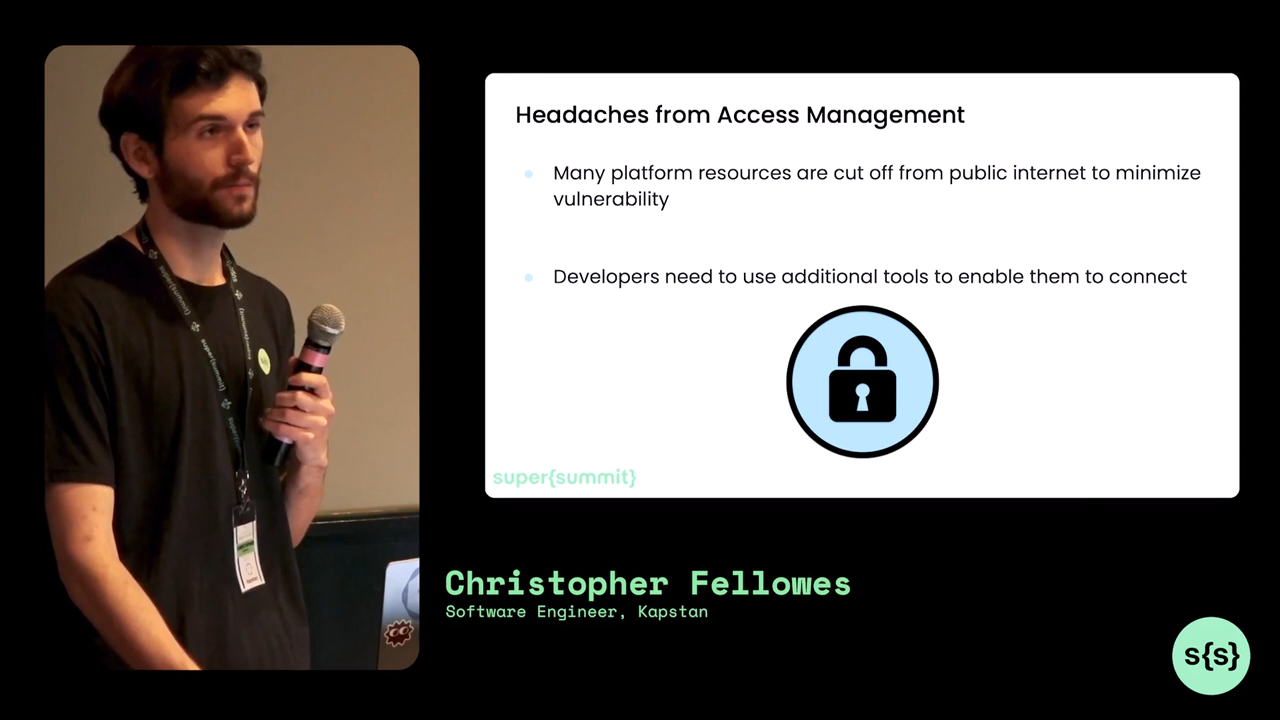 Headaches from Access Management
Many platform resources are cut off from public internet to minimize
vulnerability
Developers need to use additional tools to enable them to connect
super{summit}
Christopher Fellowes
Software Engineer, Kapstan
s{s}